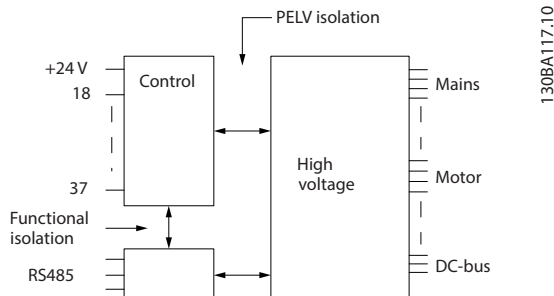 PELV isolation
130BA117.10
+24 V
Control
Mains
18
High
voltage
Motor
37
Functional
isolation
DC-bus
RS485